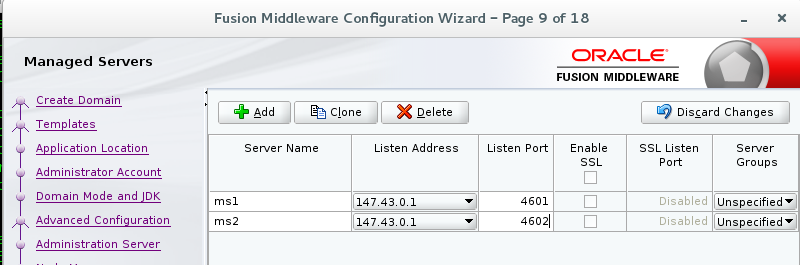 Fusion Middleware Configuration Wizard – Page 9 of 18
Managed Servers
ORACLE
FUSION MIDDLEWARE
Create Domain
Templates
Application Location
Administrator Account
Domain Mode and JDK
Advanced Configuration
Administration Server
Add Clone Delete Discard Changes
Server Name Listen Address Listen Port Enable SSL SSL Listen Port Server Groups
ms1 147.43.0.1 4601 Disabled Unspecified
ms2 147.43.0.1 4602 Disabled Unspecified